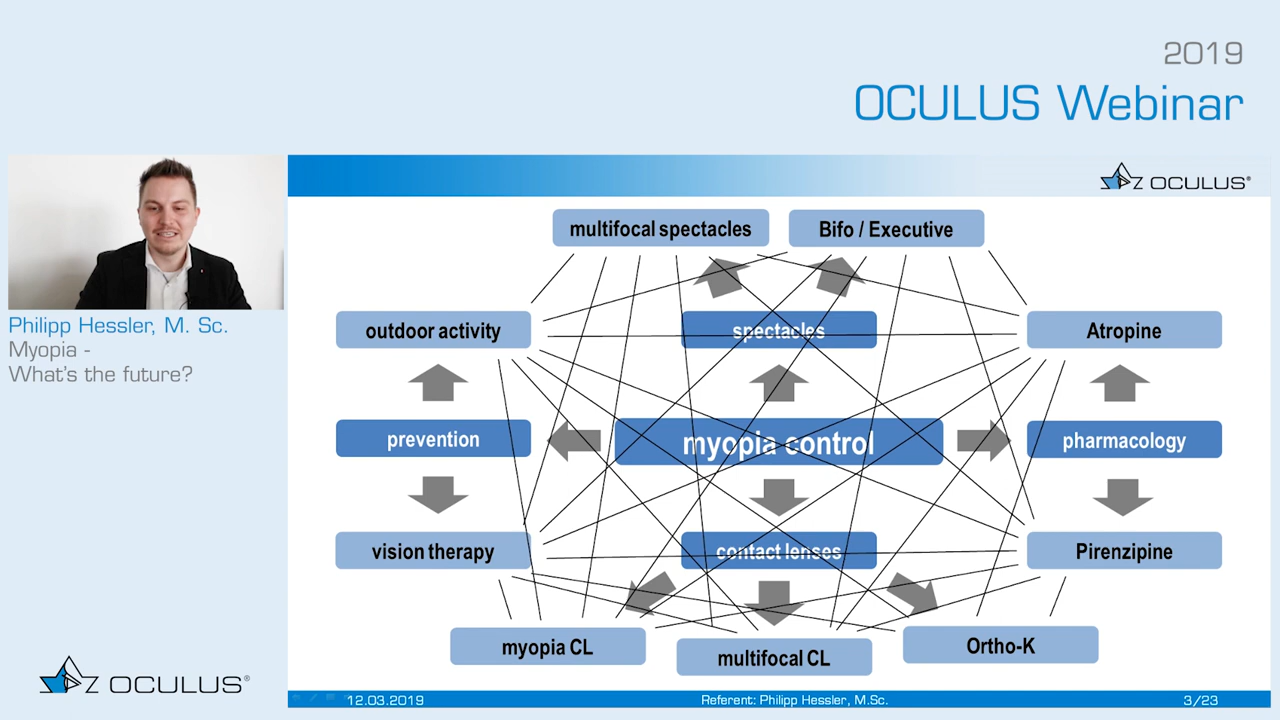 2019
OCULUS Webinar
OCULUS®
multifocal spectacles
Bifo / Executive
outdoor activity
spectacles
Atropine
Philipp Hessler, M. Sc.
Myopia -
What's the future?
prevention
myopia control
pharmacology
vision therapy
contact lenses
Pirenzipine
myopia CL
multifocal CL
Ortho-K
OCULUS®
12.03.2019
Referent: Philipp Hessler, M.Sc.
3/23